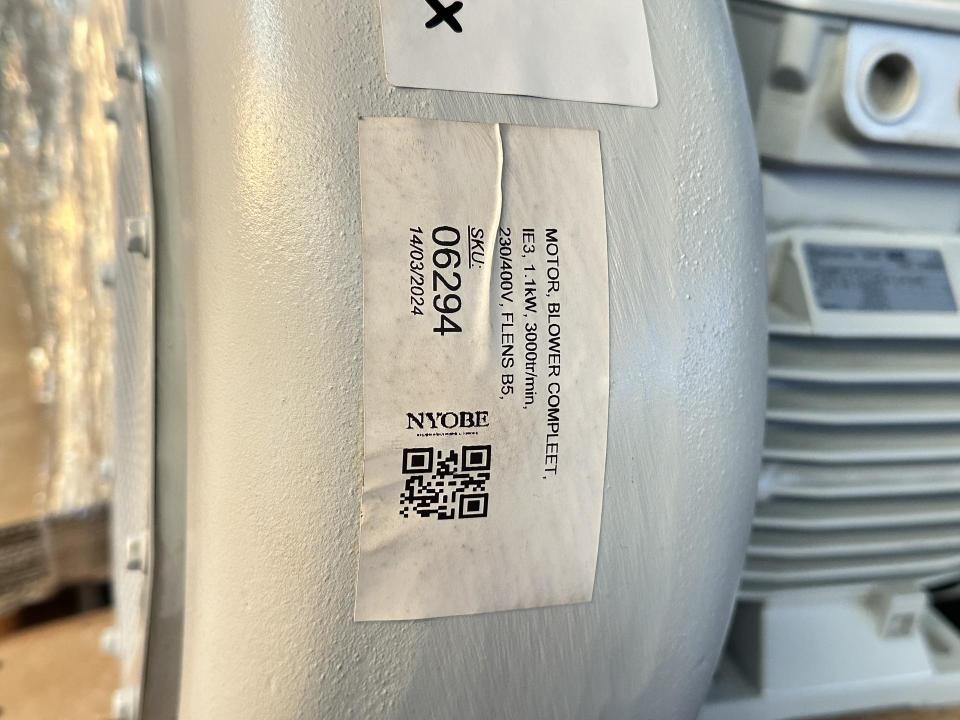 X
MOTOR, BLOWER COMPLEET,
IE3, 1.1kW, 3000tr/min,
230/400V, FLENS B5,
SKU:
06294
14/03/2024
NYOBE